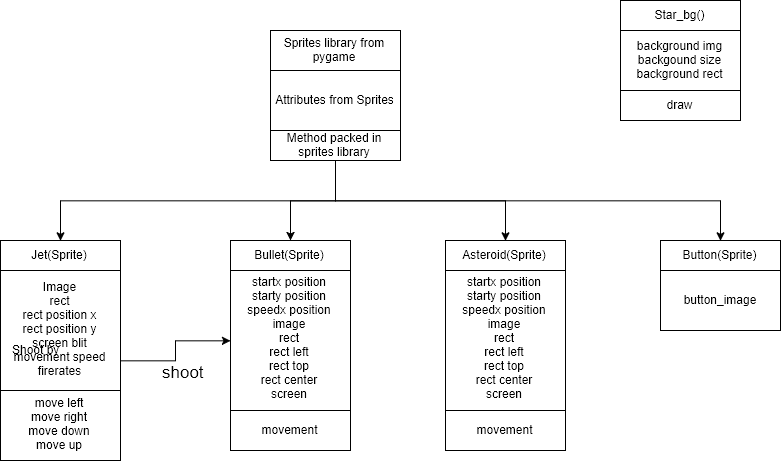 Star_bg()
background img
backgound size
background rect
draw
Sprites library from
pygame
Attributes from Sprites
Method packed in
sprites library
Jet(Sprite)
Image
rect
rect position x
rect position y
screen blit
Shoot by
movement speed
firerates
move left
move right
move down
move up
shoot
Bullet(Sprite)
startx position
starty position
speedx position
image
rect
rect left
rect top
rect center
screen
movement
Asteroid(Sprite)
startx position
starty position
speedx position
image
rect
rect left
rect top
rect center
screen
movement
Button(Sprite)
button_image